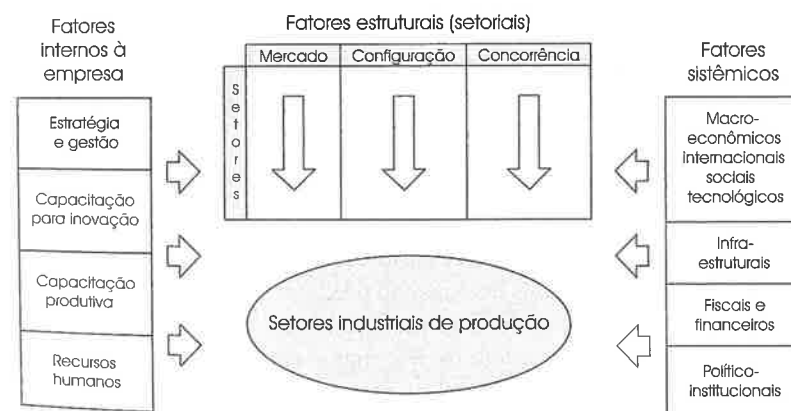 Fatores
internos à
empresa
Estratégia
e gestão
Capacitação
para inovação
Capacitação
produtiva
Recursos
humanos
Fatores estruturais (setoriais)
Mercado
Configuração
Concorrência
Setores
Setores industriais de produção
Fatores
sistêmicos
Macro-
econômicos
internacionais
sociais
tecnológicos
Infra-
estruturais
Fiscais e
financeiros
Político-
institucionais